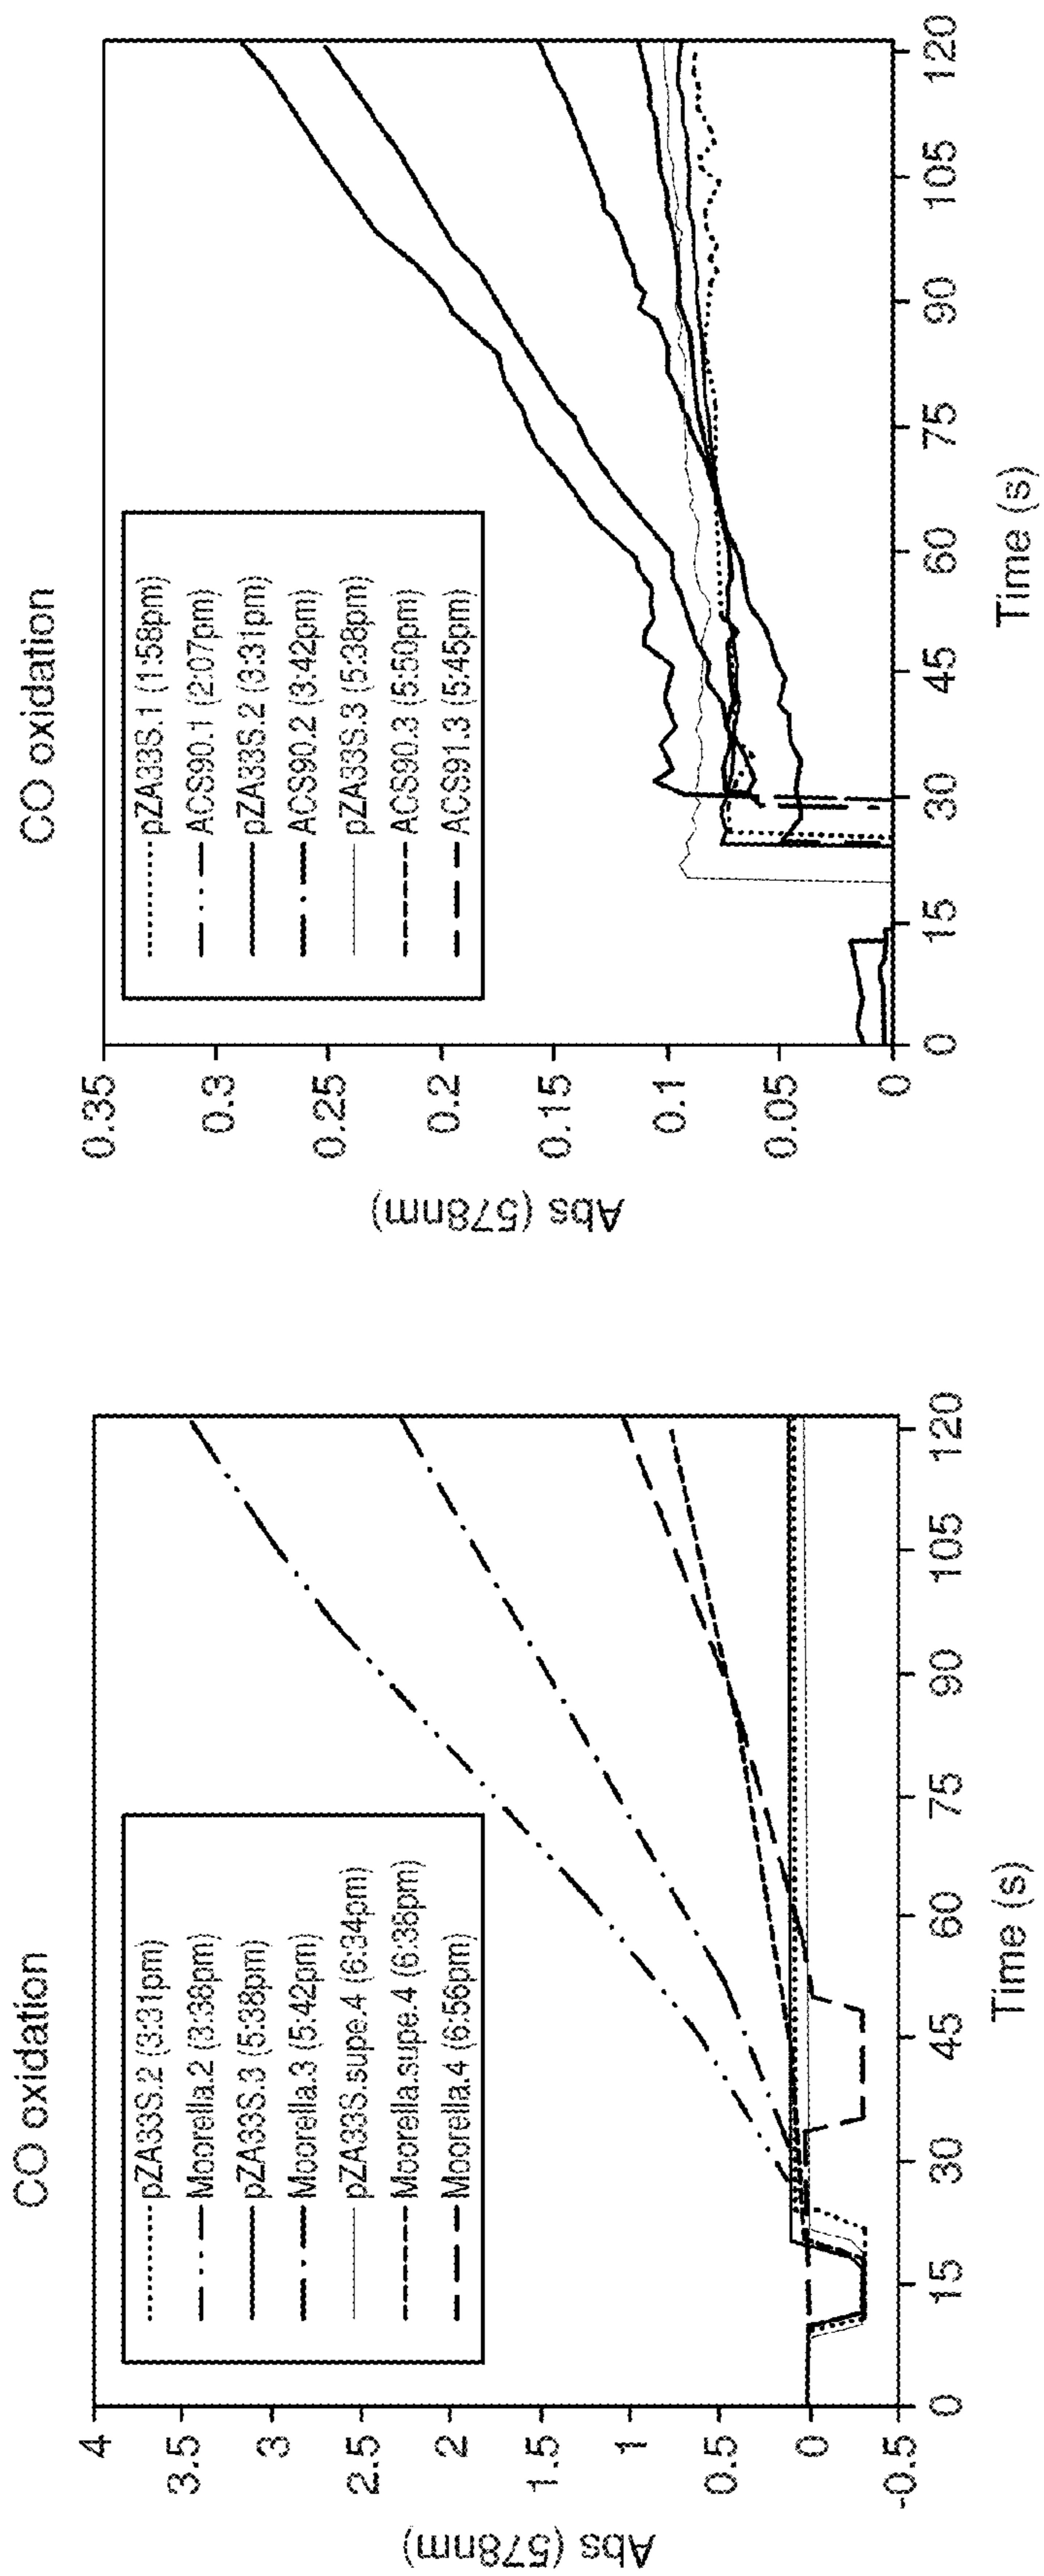 CO oxidation
Abs (578nm)
4
3.5
3
2.5
2
1.5
1
0.5
0
-0.5
pZA33S.2 (3:31pm)
Moorella.2 (3:38pm)
pZA33S.3 (5:38pm)
Moorella.3 (5:42pm)
pZA33S.supe.4 (6:34pm)
Moorella.supe.4 (6:38pm)
Moorella.4 (6:56pm)
0 15 30 45 60 75 90 105 120
Time (s)
CO oxidation
Abs (578nm)
0.35
0.3
0.25
0.2
0.15
0.1
0.05
0
pZA33S.1 (1:58pm)
ACS90.1 (2:07pm)
pZA33S.2 (3:31pm)
ACS90.2 (3:42pm)
pZA33S.3 (5:38pm)
ACS90.3 (5:50pm)
ACS91.3 (5:45pm)
0 15 30 45 60 75 90 105 120
Time (s)